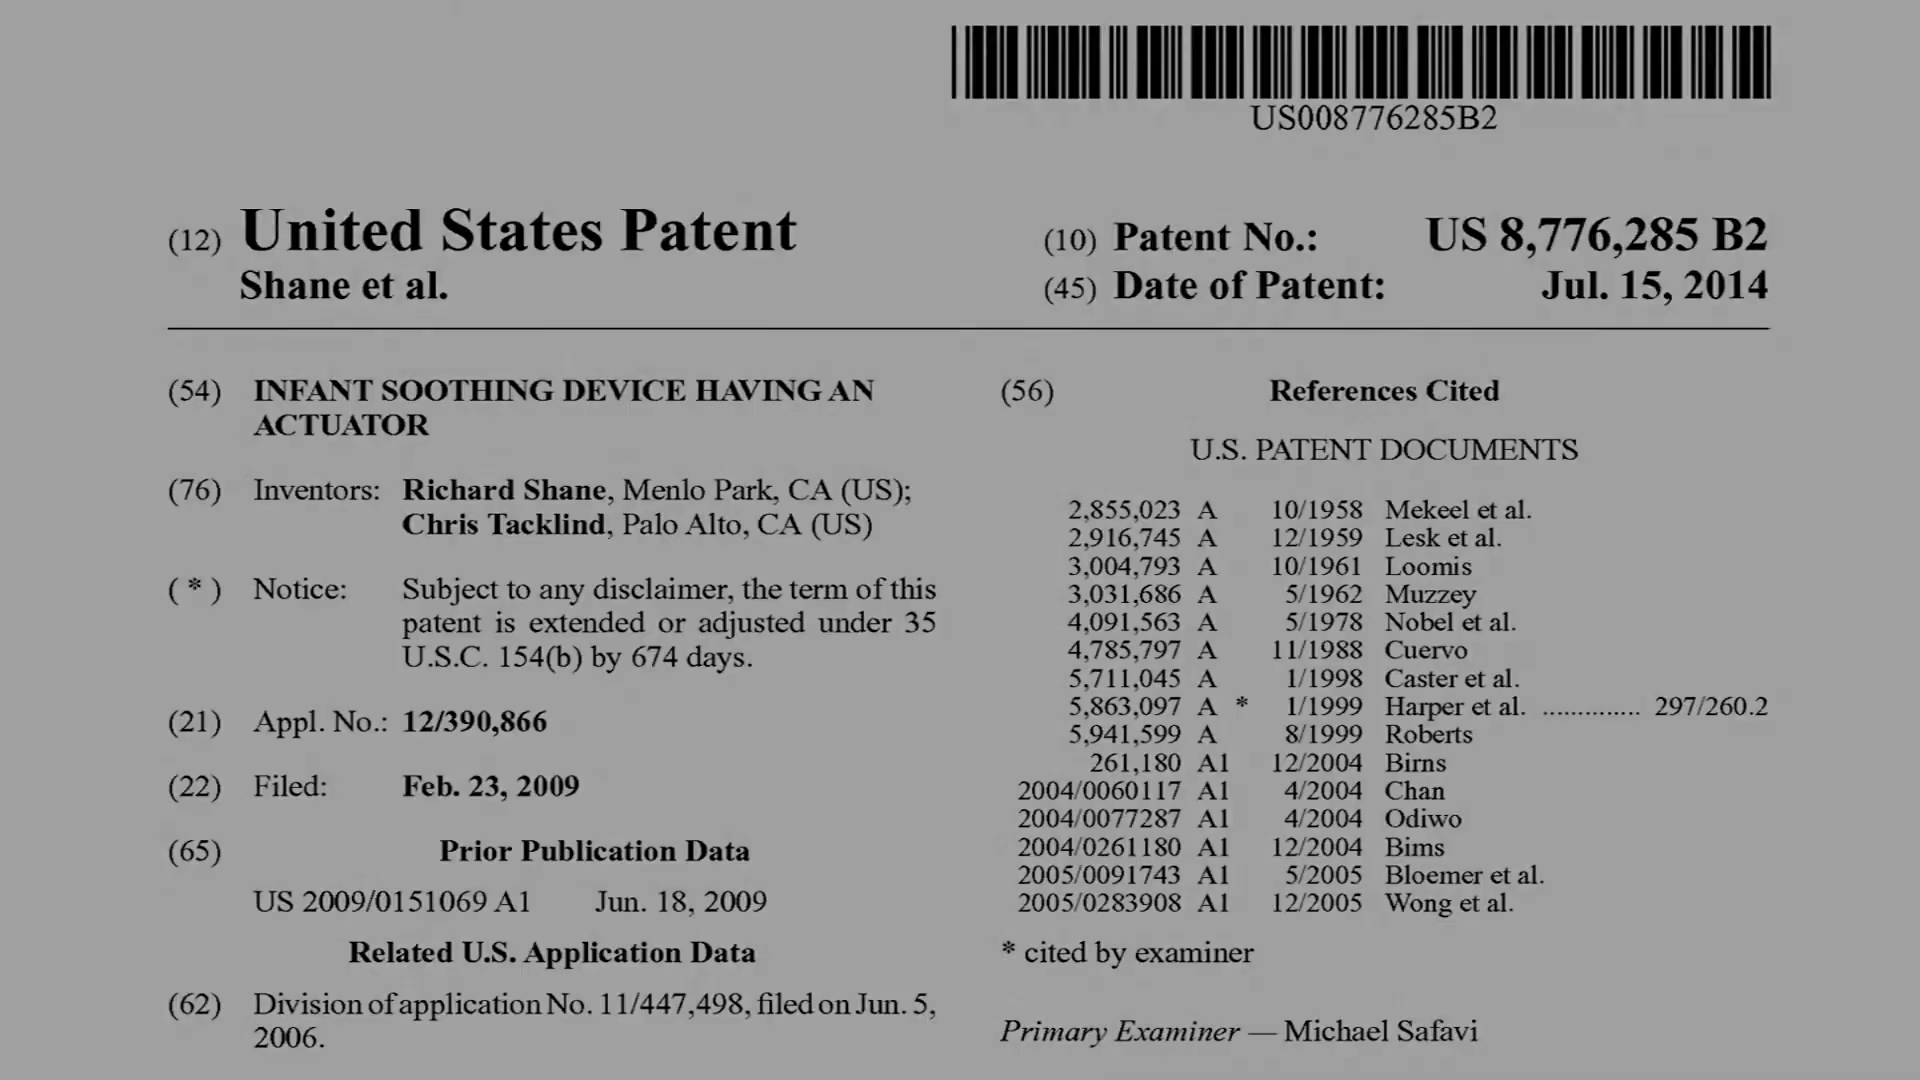 US008776285B2
(12) United States Patent
Shane et al.
(10) Patent No.: US 8,776,285 B2
(45) Date of Patent: Jul. 15, 2014
(54) INFANT SOOTHING DEVICE HAVING AN
ACTUATOR
(76) Inventors: Richard Shane, Menlo Park, CA (US);
Chris Tacklind, Palo Alto, CA (US)
( * ) Notice: Subject to any disclaimer, the term of this
patent is extended or adjusted under 35
U.S.C. 154(b) by 674 days.
(21) Appl. No.: 12/390,866
(22) Filed: Feb. 23, 2009
(65) Prior Publication Data
US 2009/0151069 A1 Jun. 18, 2009
Related U.S. Application Data
(62) Division of application No. 11/447,498, filed on Jun. 5,
2006.
(56) References Cited
U.S. PATENT DOCUMENTS
2,855,023 A 10/1958 Mekeel et al.
2,916,745 A 12/1959 Lesk et al.
3,004,793 A 10/1961 Loomis
3,031,686 A 5/1962 Muzzey
4,091,563 A 5/1978 Nobel et al.
4,785,797 A 11/1988 Cuervo
5,711,045 A 1/1998 Caster et al.
5,863,097 A * 1/1999 Harper et al. ............. 297/260.2
5,941,599 A 8/1999 Roberts
261,180 A1 12/2004 Birns
2004/0060117 A1 4/2004 Chan
2004/0077287 A1 4/2004 Odiwo
2004/0261180 A1 12/2004 Bims
2005/0091743 A1 5/2005 Bloemer et al.
2005/0283908 A1 12/2005 Wong et al.
* cited by examiner
Primary Examiner — Michael Safavi